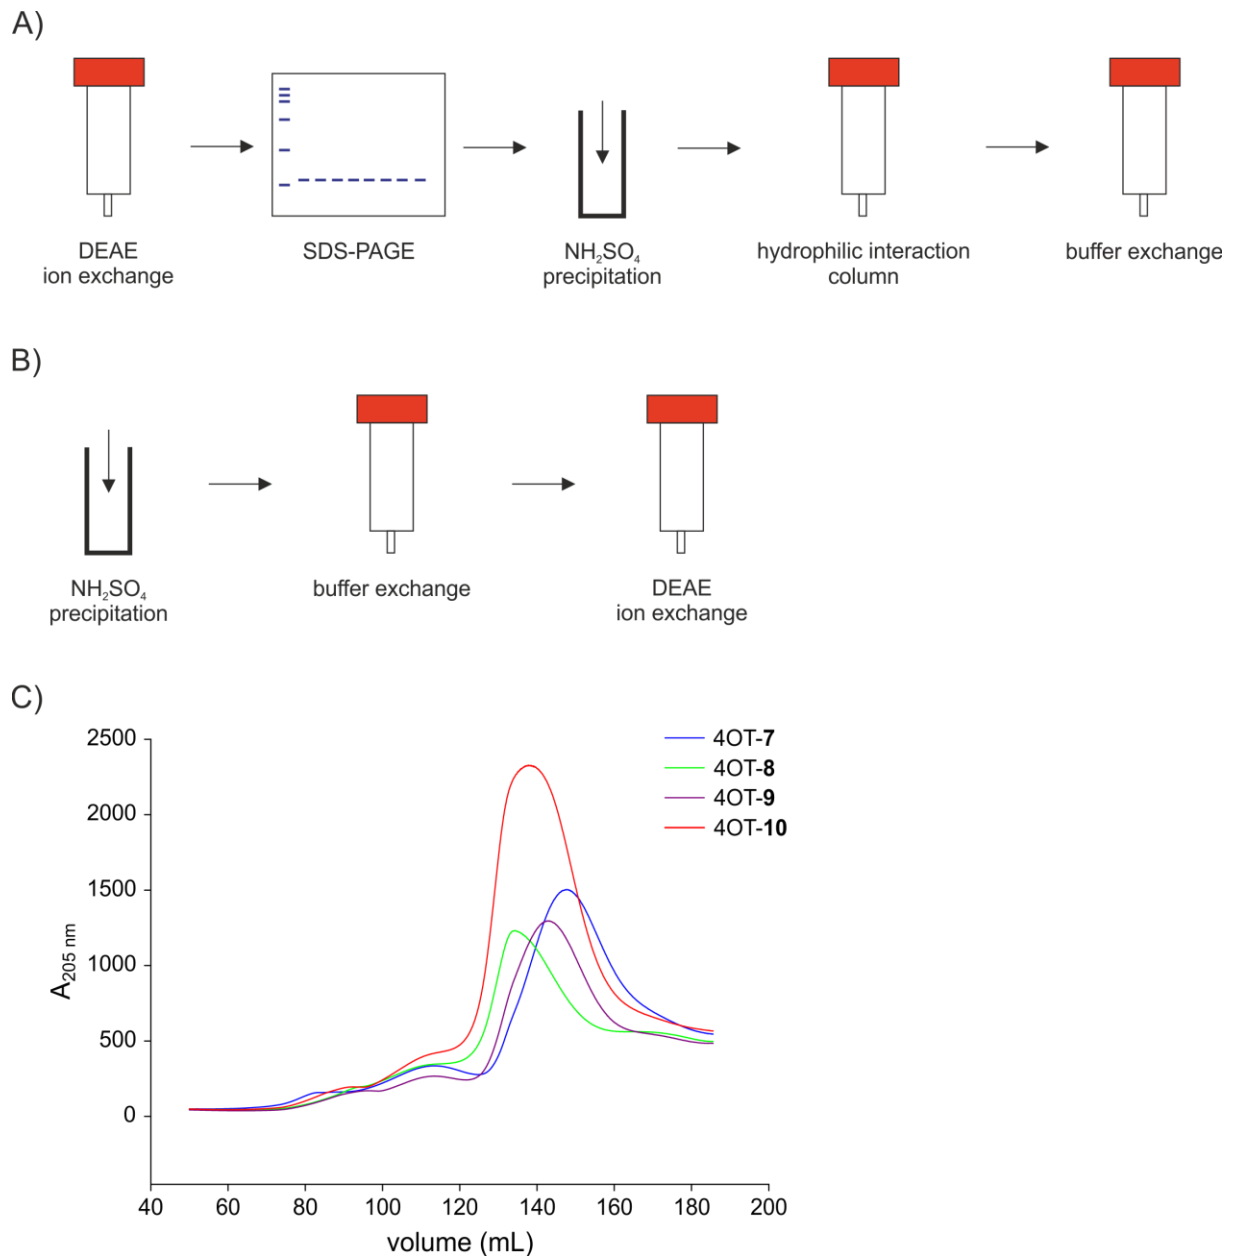 A)
DEAE
ion exchange
SDS-PAGE
NH₂SO₄
precipitation
hydrophilic interaction
column
buffer exchange
B)
NH₂SO₄
precipitation
buffer exchange
DEAE
ion exchange
C)
4OT-7
4OT-8
4OT-9
4OT-10
2500
2000
1500
1000
500
0
A₂₀₅ ₙₘ
40 60 80 100 120 140 160 180 200
volume (mL)